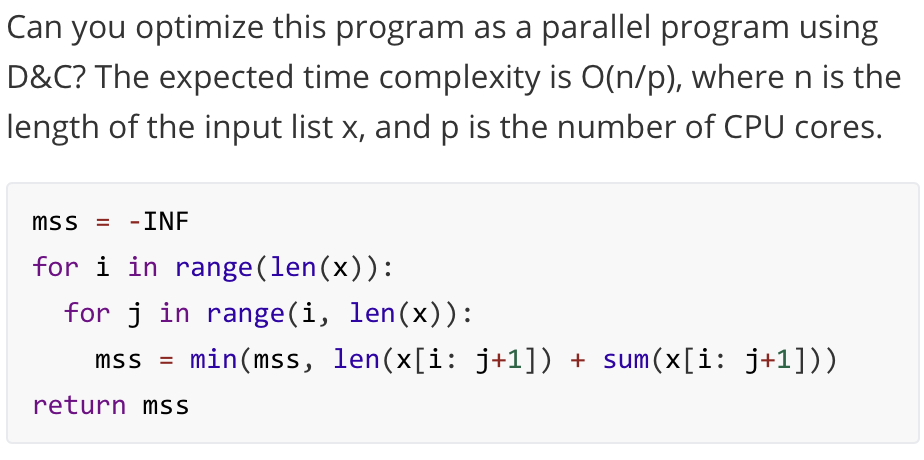 Can you optimize this program as a parallel program using
D&C? The expected time complexity is O(n/p), where n is the
length of the input list x, and p is the number of CPU cores.
mss = -INF
for i in range(len(x)):
  for j in range(i, len(x)):
    mss = min(mss, len(x[i: j+1]) + sum(x[i: j+1]))
return mss